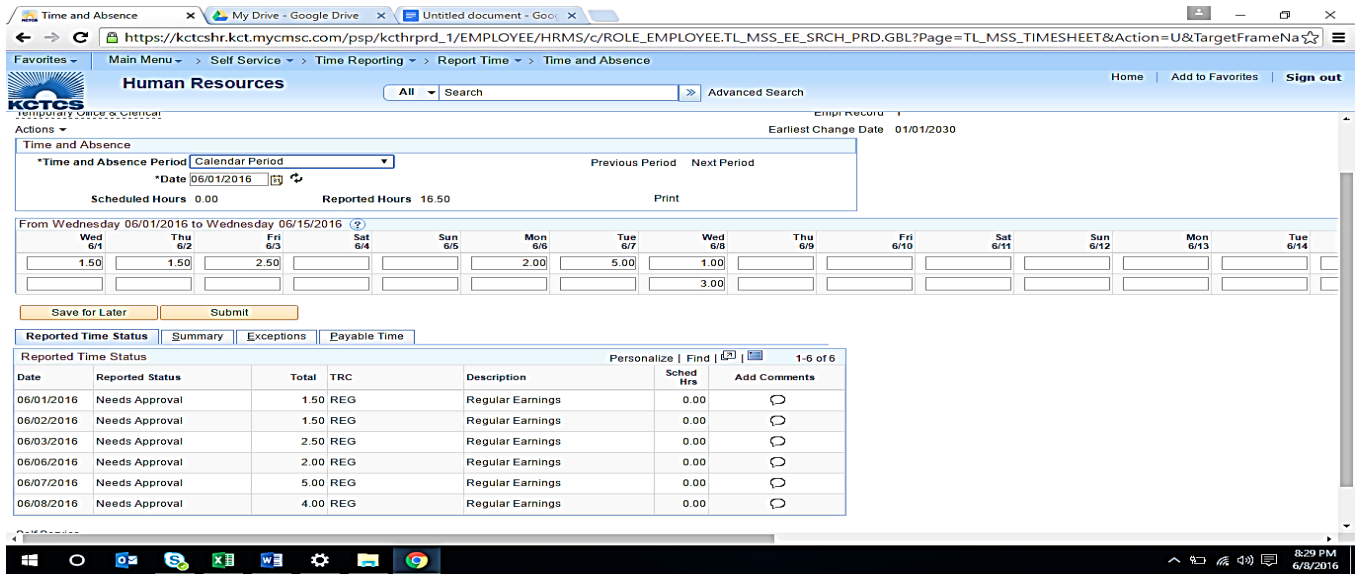 Time and Absence × My Drive - Google Drive × Untitled document - Goog ×
https://kctcshr.kct.mycmsc.com/psp/kcthrprd_1/EMPLOYEE/HRMS/c/ROLE_EMPLOYEE.TL_MSS_EE_SRCH_PRD.GBL?Page=TL_MSS_TIMESHEET&Action=U&TargetFrameNa
Favorites Main Menu > Self Service > Time Reporting > Report Time > Time and Absence
KCTCS Human Resources All Search » Advanced Search Home | Add to Favorites | Sign out
Temporary Office & Clerical Empl Record 1
Actions Earliest Change Date 01/01/2030
Time and Absence
*Time and Absence Period Calendar Period Previous Period Next Period
*Date 06/01/2016
Scheduled Hours 0.00 Reported Hours 16.50 Print
From Wednesday 06/01/2016 to Wednesday 06/15/2016 ?
Wed Thu Fri Sat Sun Mon Tue Wed Thu Fri Sat Sun Mon Tue
6/1 6/2 6/3 6/4 6/5 6/6 6/7 6/8 6/9 6/10 6/11 6/12 6/13 6/14
1.50 1.50 2.50 2.00 5.00 1.00
3.00
Save for Later Submit
Reported Time Status Summary Exceptions Payable Time
Reported Time Status Personalize | Find | | 1-6 of 6
Date Reported Status Total TRC Description Sched Hrs Add Comments
06/01/2016 Needs Approval 1.50 REG Regular Earnings 0.00
06/02/2016 Needs Approval 1.50 REG Regular Earnings 0.00
06/03/2016 Needs Approval 2.50 REG Regular Earnings 0.00
06/06/2016 Needs Approval 2.00 REG Regular Earnings 0.00
06/07/2016 Needs Approval 5.00 REG Regular Earnings 0.00
06/08/2016 Needs Approval 4.00 REG Regular Earnings 0.00
8:29 PM
6/8/2016